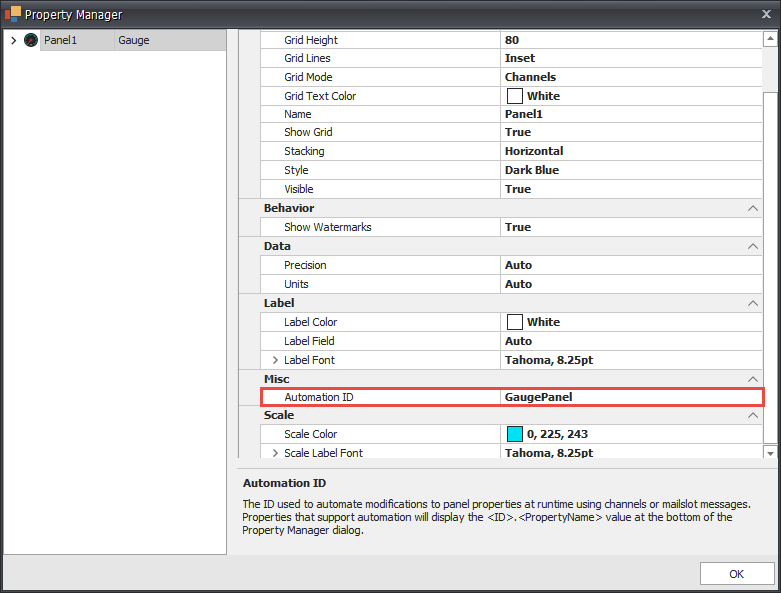 Property Manager
Panel1 Gauge
Grid Height 80
Grid Lines Inset
Grid Mode Channels
Grid Text Color White
Name Panel1
Show Grid True
Stacking Horizontal
Style Dark Blue
Visible True
Behavior
Show Watermarks True
Data
Precision Auto
Units Auto
Label
Label Color White
Label Field Auto
Label Font Tahoma, 8.25pt
Misc
Automation ID GaugePanel
Scale
Scale Color 0, 225, 243
Scale Label Font Tahoma, 8.25pt
Automation ID
The ID used to automate modifications to panel properties at runtime using channels or mailslot messages.
Properties that support automation will display the <ID>.<PropertyName> value at the bottom of the
Property Manager dialog.
OK